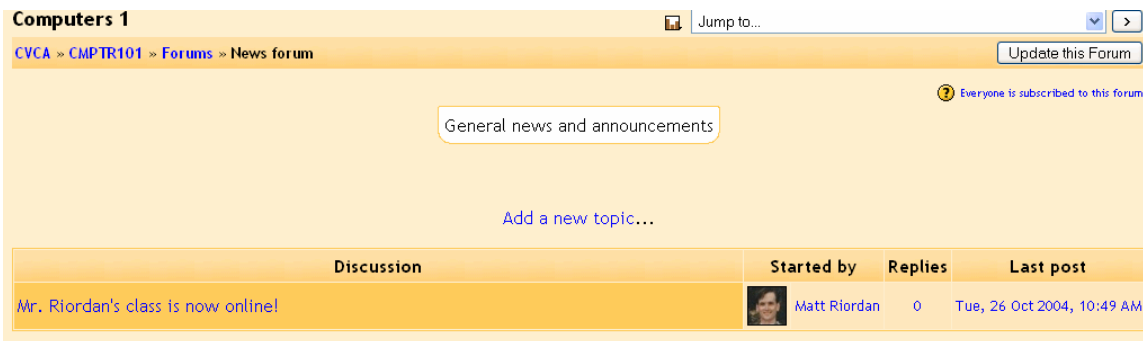 Computers 1
Jump to...
>
CVCA » CMPTR101 » Forums » News forum
Update this Forum
? Everyone is subscribed to this forum
General news and announcements
Add a new topic...
Discussion Started by Replies Last post
Mr. Riordan's class is now online! Matt Riordan 0 Tue, 26 Oct 2004, 10:49 AM